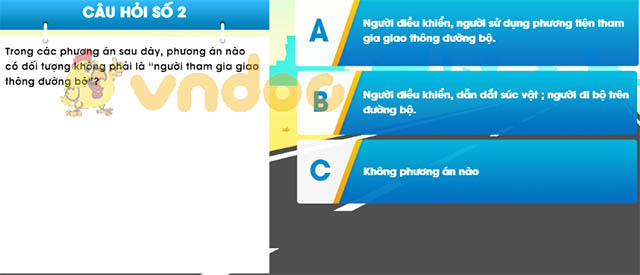 CÂU HỎI SỐ 2
Trong các phương án sau đây, phương án nào
có đối tượng không phải là "người tham gia giao
thông đường bộ"?
vndoc
A
Người điều khiển, người sử dụng phương tiện tham
gia giao thông đường bộ.
B
Người điều khiển, dẫn dắt súc vật ; người đi bộ trên
đường bộ.
C
Không phương án nào